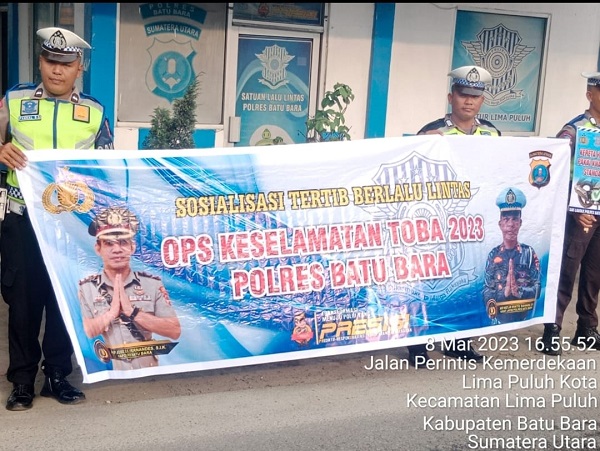 POLRES BATU BARA
SUMATERA UTARA
SATUAN LALU LINTAS
POLRES BATU BARA
LIMA PULUH
SOSIALISASI TERTIB BERLALU LINTAS
OPS KESELAMATAN TOBA 2023
POLRES BATU BARA
8 Mar 2023 16.55.52
Jalan Perintis Kemerdekaan
Lima Puluh Kota
Kecamatan Lima Puluh
Kabupaten Batu Bara
Sumatera Utara